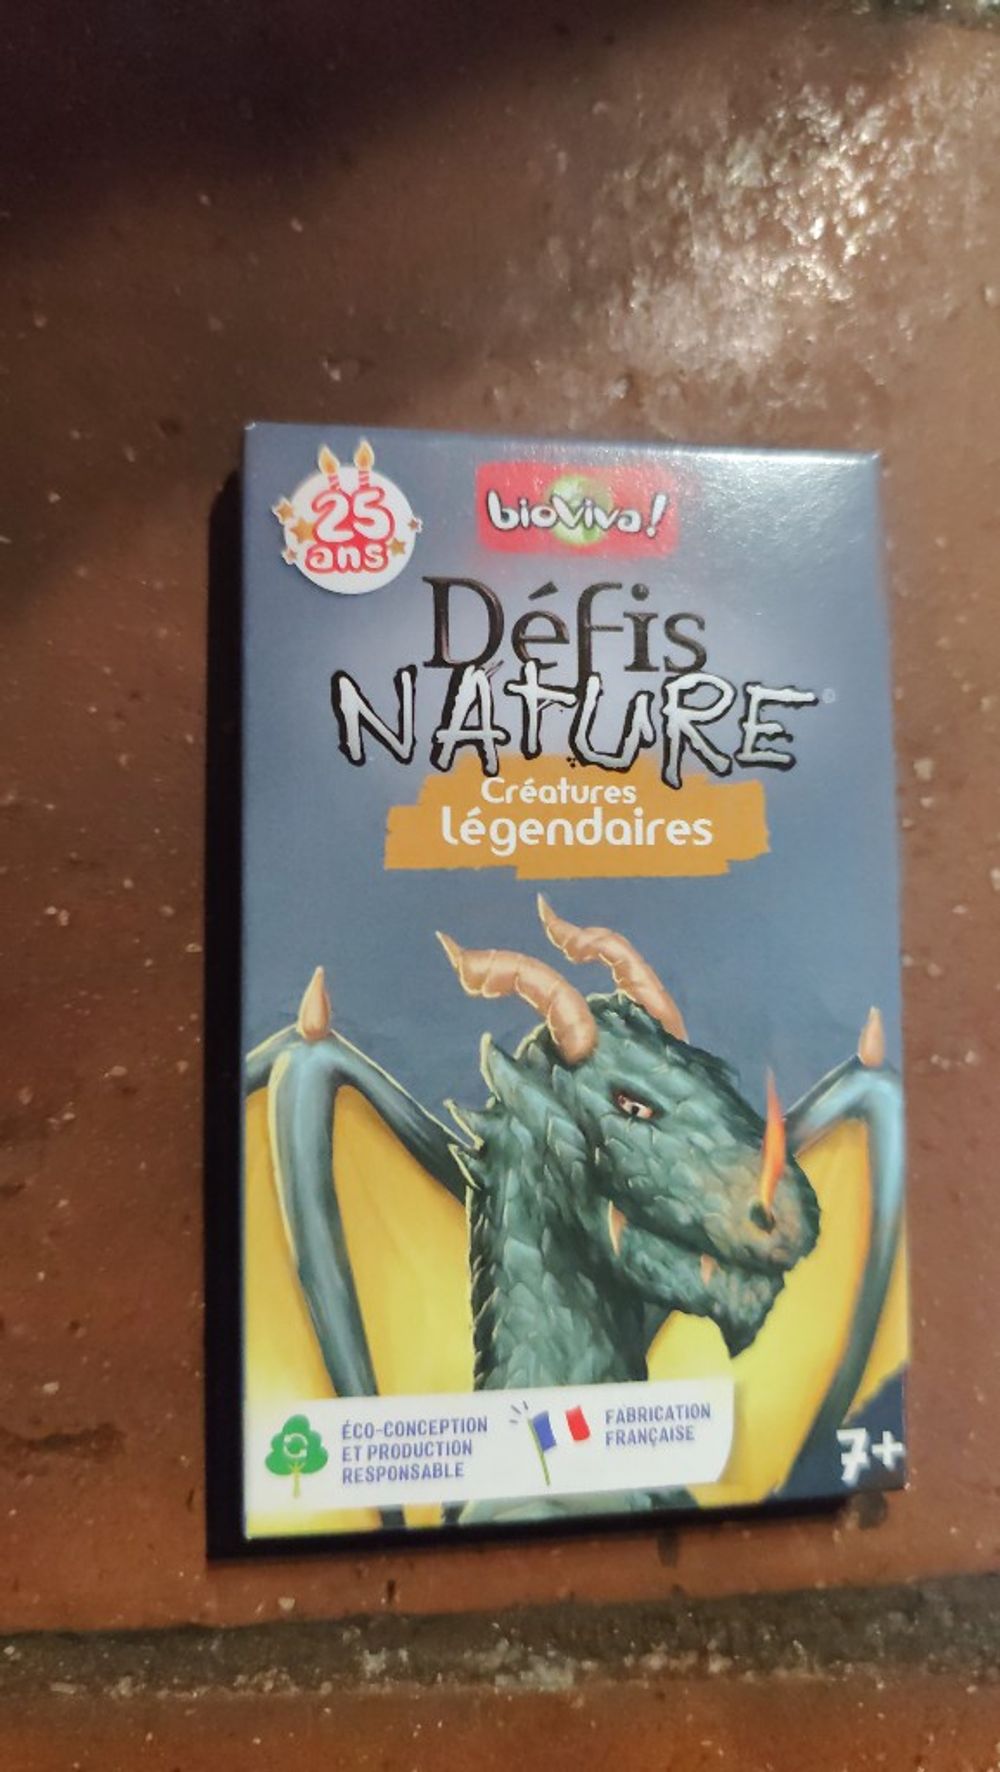 25
ans
bioviva!
Défis
NATURE®
Créatures
légendaires
ÉCO-CONCEPTION
ET PRODUCTION
RESPONSABLE
FABRICATION
FRANÇAISE
7+